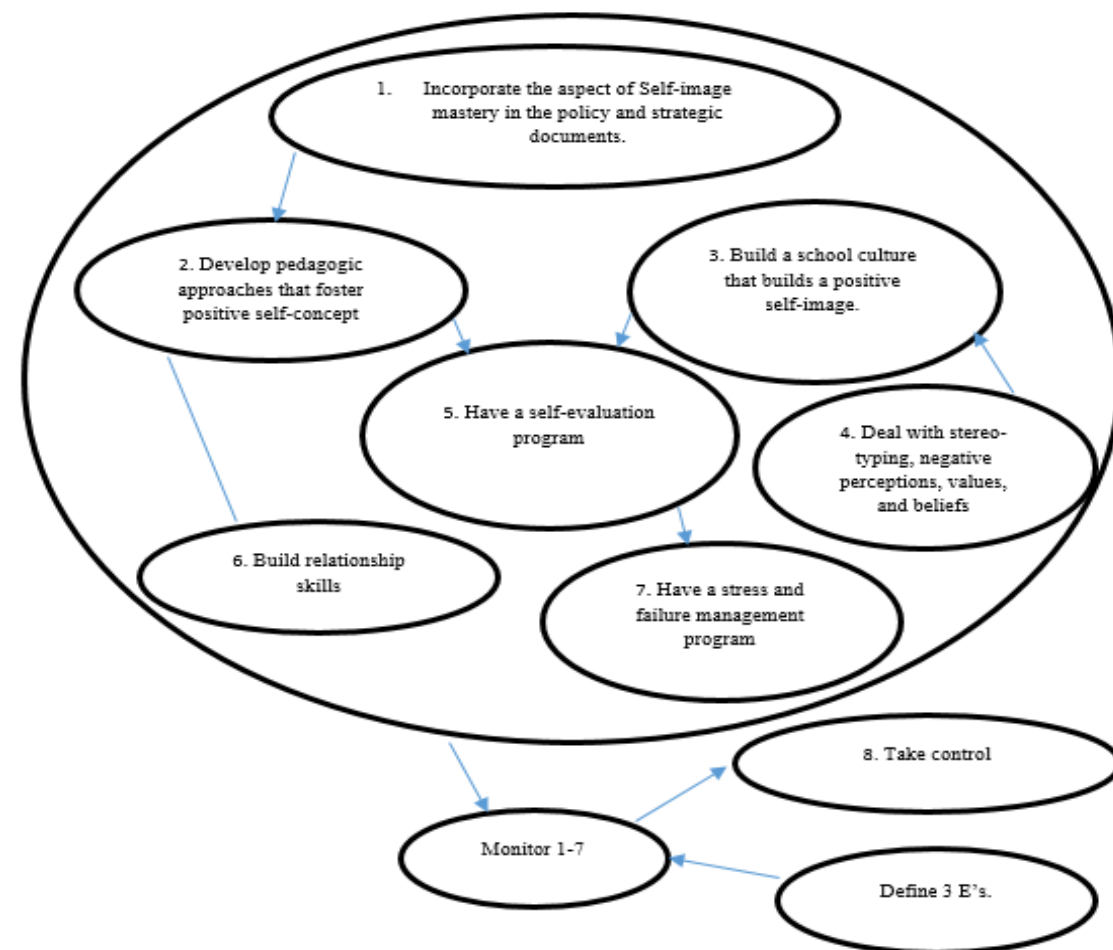 1. Incorporate the aspect of Self-image
mastery in the policy and strategic
documents.
2. Develop pedagogic
approaches that foster
positive self-concept
3. Build a school culture
that builds a positive
self-image.
4. Deal with stereo-
typing, negative
perceptions, values,
and beliefs
5. Have a self-evaluation
program
6. Build relationship
skills
7. Have a stress and
failure management
program
8. Take control
Monitor 1-7
Define 3 E’s.